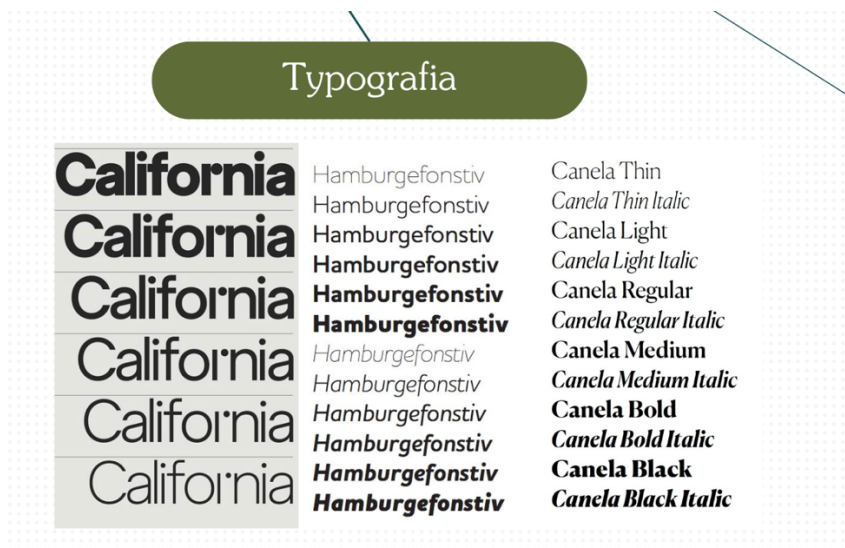 Typografia
California
California
California
California
California
California
Hamburgefonstiv
Hamburgefonstiv
Hamburgefonstiv
Hamburgefonstiv
Hamburgefonstiv
Hamburgefonstiv
Hamburgefonstiv
Hamburgefonstiv
Hamburgefonstiv
Hamburgefonstiv
Hamburgefonstiv
Hamburgefonstiv
Canela Thin
Canela Thin Italic
Canela Light
Canela Light Italic
Canela Regular
Canela Regular Italic
Canela Medium
Canela Medium Italic
Canela Bold
Canela Bold Italic
Canela Black
Canela Black Italic